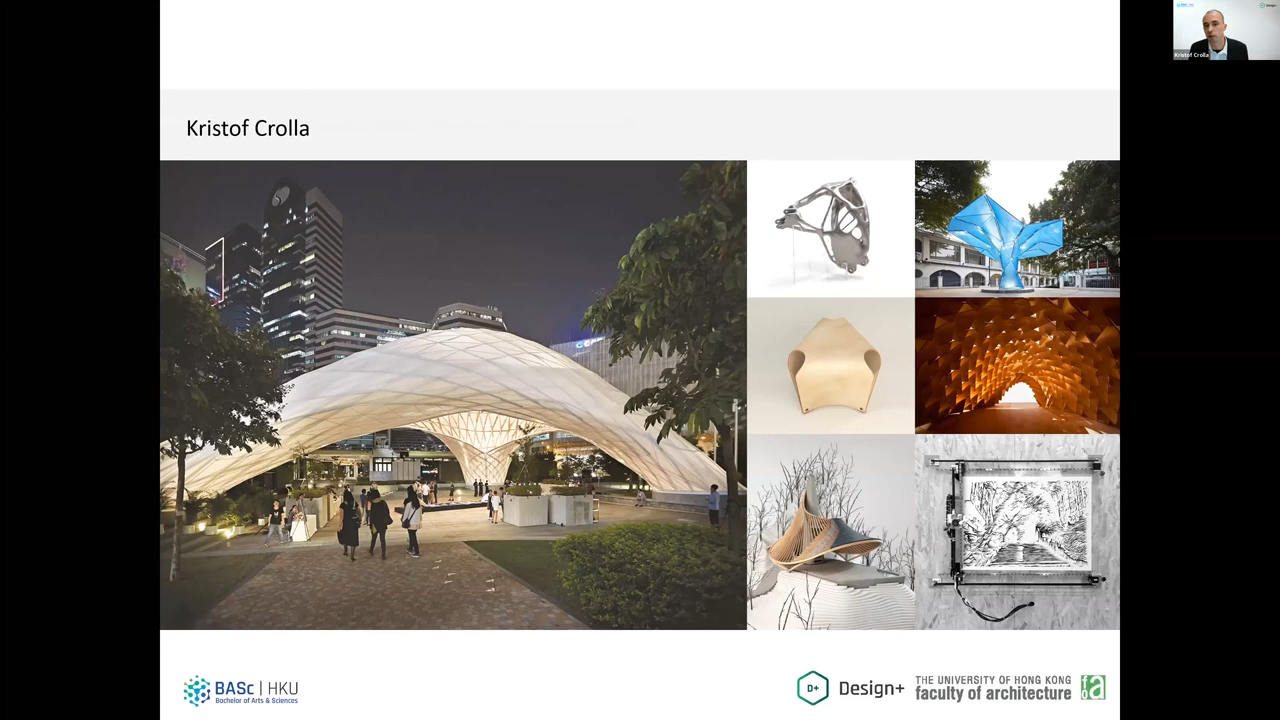 Kristof Crolla
Kristof Crolla
BASc | HKU
Bachelor of Arts & Sciences
D+
Design+
THE UNIVERSITY OF HONG KONG
faculty of architecture